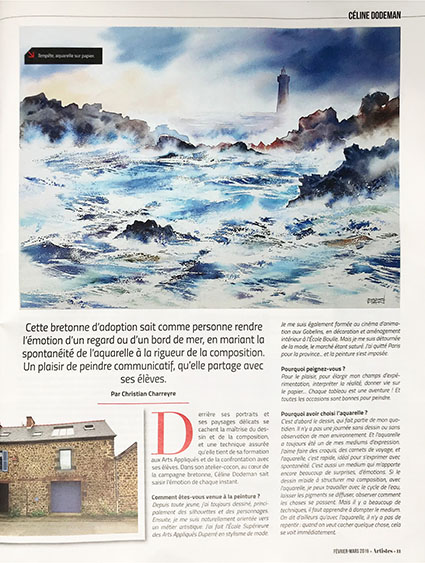 CÉLINE DODEMAN
Tempête, aquarelle sur papier.
Cette bretonne d'adoption sait comme personne rendre
l'émotion d'un regard ou d'un bord de mer, en mariant la
spontanéité de l'aquarelle à la rigueur de la composition.
Un plaisir de peindre communicatif, qu'elle partage avec
ses élèves.
Par Christian Charreyre
Derrière ses portraits et
ses paysages délicats se
cachent la maîtrise du des-
sin et de la composition,
et une technique assurée
qu'elle tient de sa formation
aux Arts Appliqués et de la confrontation avec
ses élèves. Dans son atelier-cocon, au cœur de
la campagne bretonne, Céline Dodeman sait
saisir l'émotion de chaque instant.
Comment êtes-vous venue à la peinture ?
Depuis toute jeune, j'ai toujours dessiné, princi-
palement des silhouettes et des personnages.
Ensuite, je me suis naturellement orientée vers
un métier artistique. J'ai fait l'École Supérieure
des Arts Appliqués Duperré en stylisme de mode.
Je me suis également formée au cinéma d'anima-
tion aux Gobelins, en décoration et aménagement
intérieur à l'École Boulle. Mais je me suis détournée
de la mode, le marché étant saturé. J'ai quitté Paris
pour la province... et la peinture s'est imposée.
Pourquoi peignez-vous ?
Pour le plaisir, pour élargir mon champs d'expé-
rimentation, interpréter la réalité, donner vie sur
le papier... Chaque tableau est une aventure ! Et
toutes les occasions sont bonnes pour peindre.
Pourquoi avoir choisi l'aquarelle ?
C'est d'abord le dessin, qui fait partie de mon quo-
tidien. Il n'y a pas une journée sans dessin ou sans
observation de mon environnement. Et l'aquarelle
a toujours été un de mes mediums d'expression.
J'aime faire des croquis, des carnets de voyage, et
l'aquarelle, c'est rapide, idéal pour s'exprimer avec
spontanéité. C'est aussi un medium qui m'apporte
encore beaucoup de surprises, d'émotions. Si le
dessin m'aide à structurer ma composition, avec
l'aquarelle, je peux travailler avec le cycle de l'eau,
laisser les pigments se diffuser, observer comment
les choses se passent. Mais il y a beaucoup de
techniques, il faut apprendre à dompter le medium.
On dit d'ailleurs qu'avec l'aquarelle, il n'y a pas de
repentir : quand on veut cacher quelque chose, cela
se voit immédiatement.
FÉVRIER-MARS 2016 - Artistes - 11